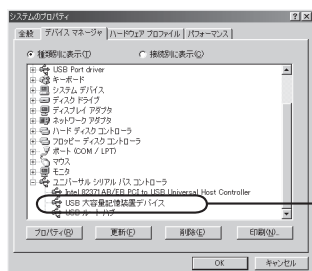 システムのプロパティ
全般 デバイス マネージャ ハードウェア プロファイル パフォーマンス
種類別に表示(T) 接続別に表示(C)
USB Port driver
キーボード
システム デバイス
ディスク ドライブ
ディスプレイ アダプタ
ネットワーク アダプタ
ハード ディスク コントローラ
フロッピー ディスク コントローラ
ポート (COM / LPT)
マウス
モニタ
ユニバーサル シリアル バス コントローラ
Intel 82371AB/EB PCI to USB Universal Host Controller
USB 大容量記憶装置デバイス
USB ルート ハブ
プロパティ(R) 更新(F) 削除(E) 印刷(N)...
OK キャンセル